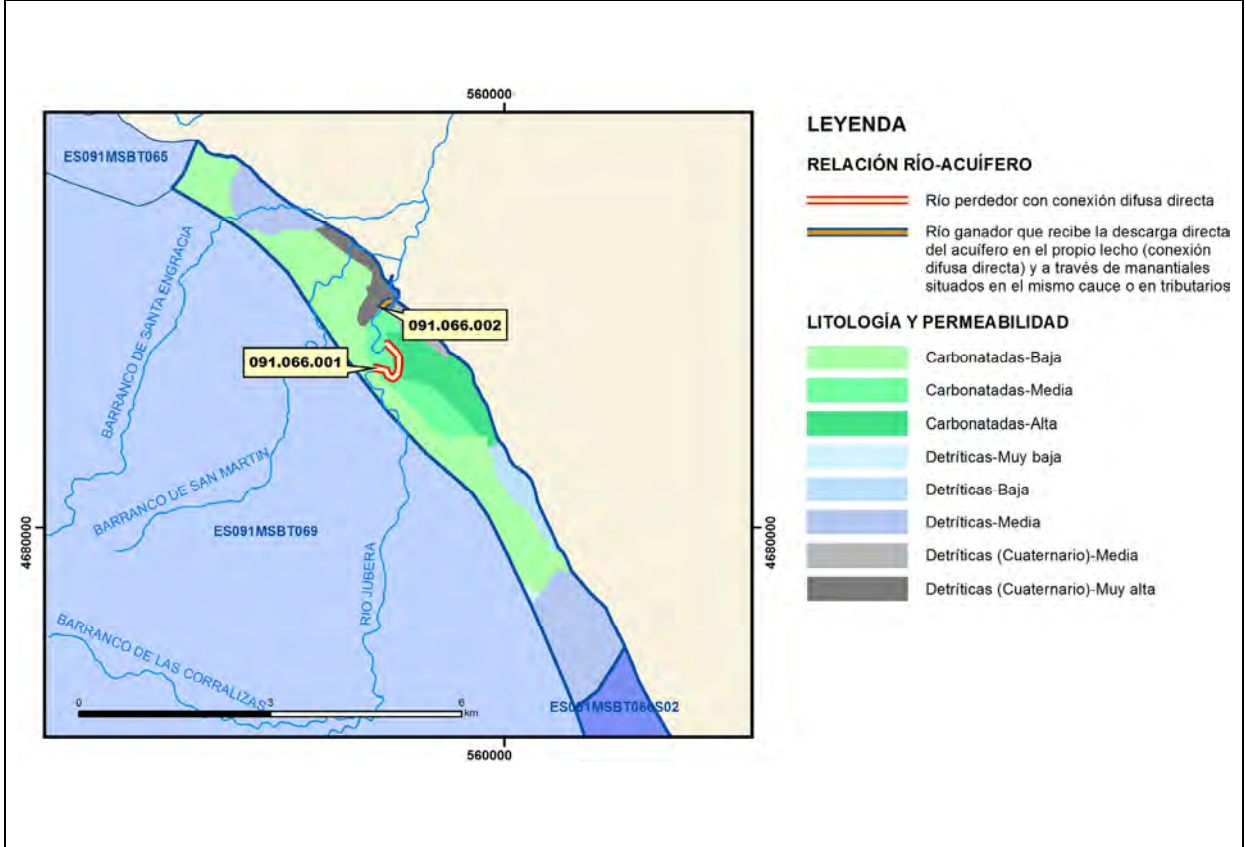 560000
ES091MSBT065
BARRANCO DE SANTA ENGRACIA
091.066.002
091.066.001
BARRANCO DE SAN MARTIN
4680000
4680000
ES091MSBT069
RIO JUBERA
BARRANCO DE LAS CORRALIZAS
0 3 6
km
ES091MSBT066S02
560000
LEYENDA
RELACIÓN RÍO-ACUÍFERO
Río perdedor con conexión difusa directa
Río ganador que recibe la descarga directa
del acuífero en el propio lecho (conexión
difusa directa) y a través de manantiales
situados en el mismo cauce o en tributarios
LITOLOGÍA Y PERMEABILIDAD
Carbonatadas-Baja
Carbonatadas-Media
Carbonatadas-Alta
Detríticas-Muy baja
Detríticas-Baja
Detríticas-Media
Detríticas (Cuaternario)-Media
Detríticas (Cuaternario)-Muy alta